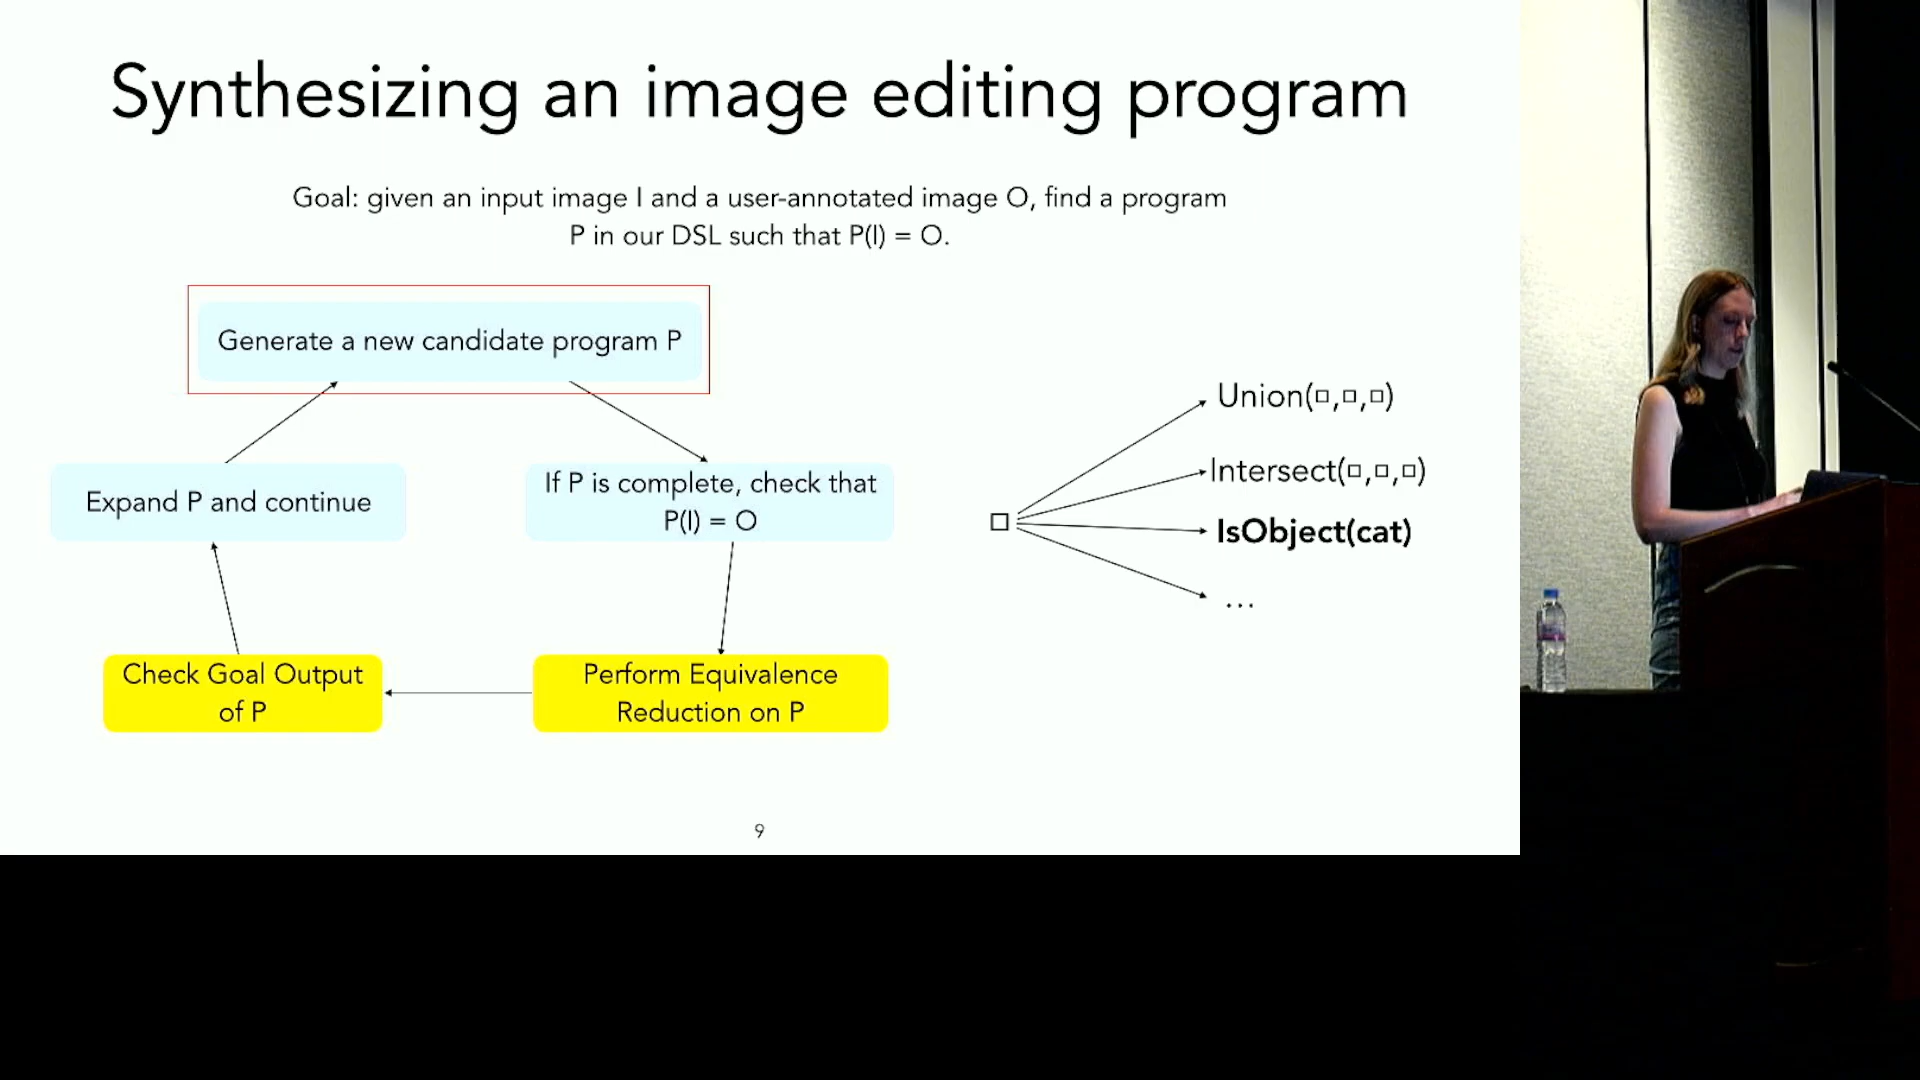 Synthesizing an image editing program
Goal: given an input image I and a user-annotated image O, find a program
P in our DSL such that P(I) = O.
Generate a new candidate program P
Expand P and continue
If P is complete, check that
P(I) = O
Check Goal Output
of P
Perform Equivalence
Reduction on P
□
Union(□,□,□)
Intersect(□,□,□)
IsObject(cat)
...
9